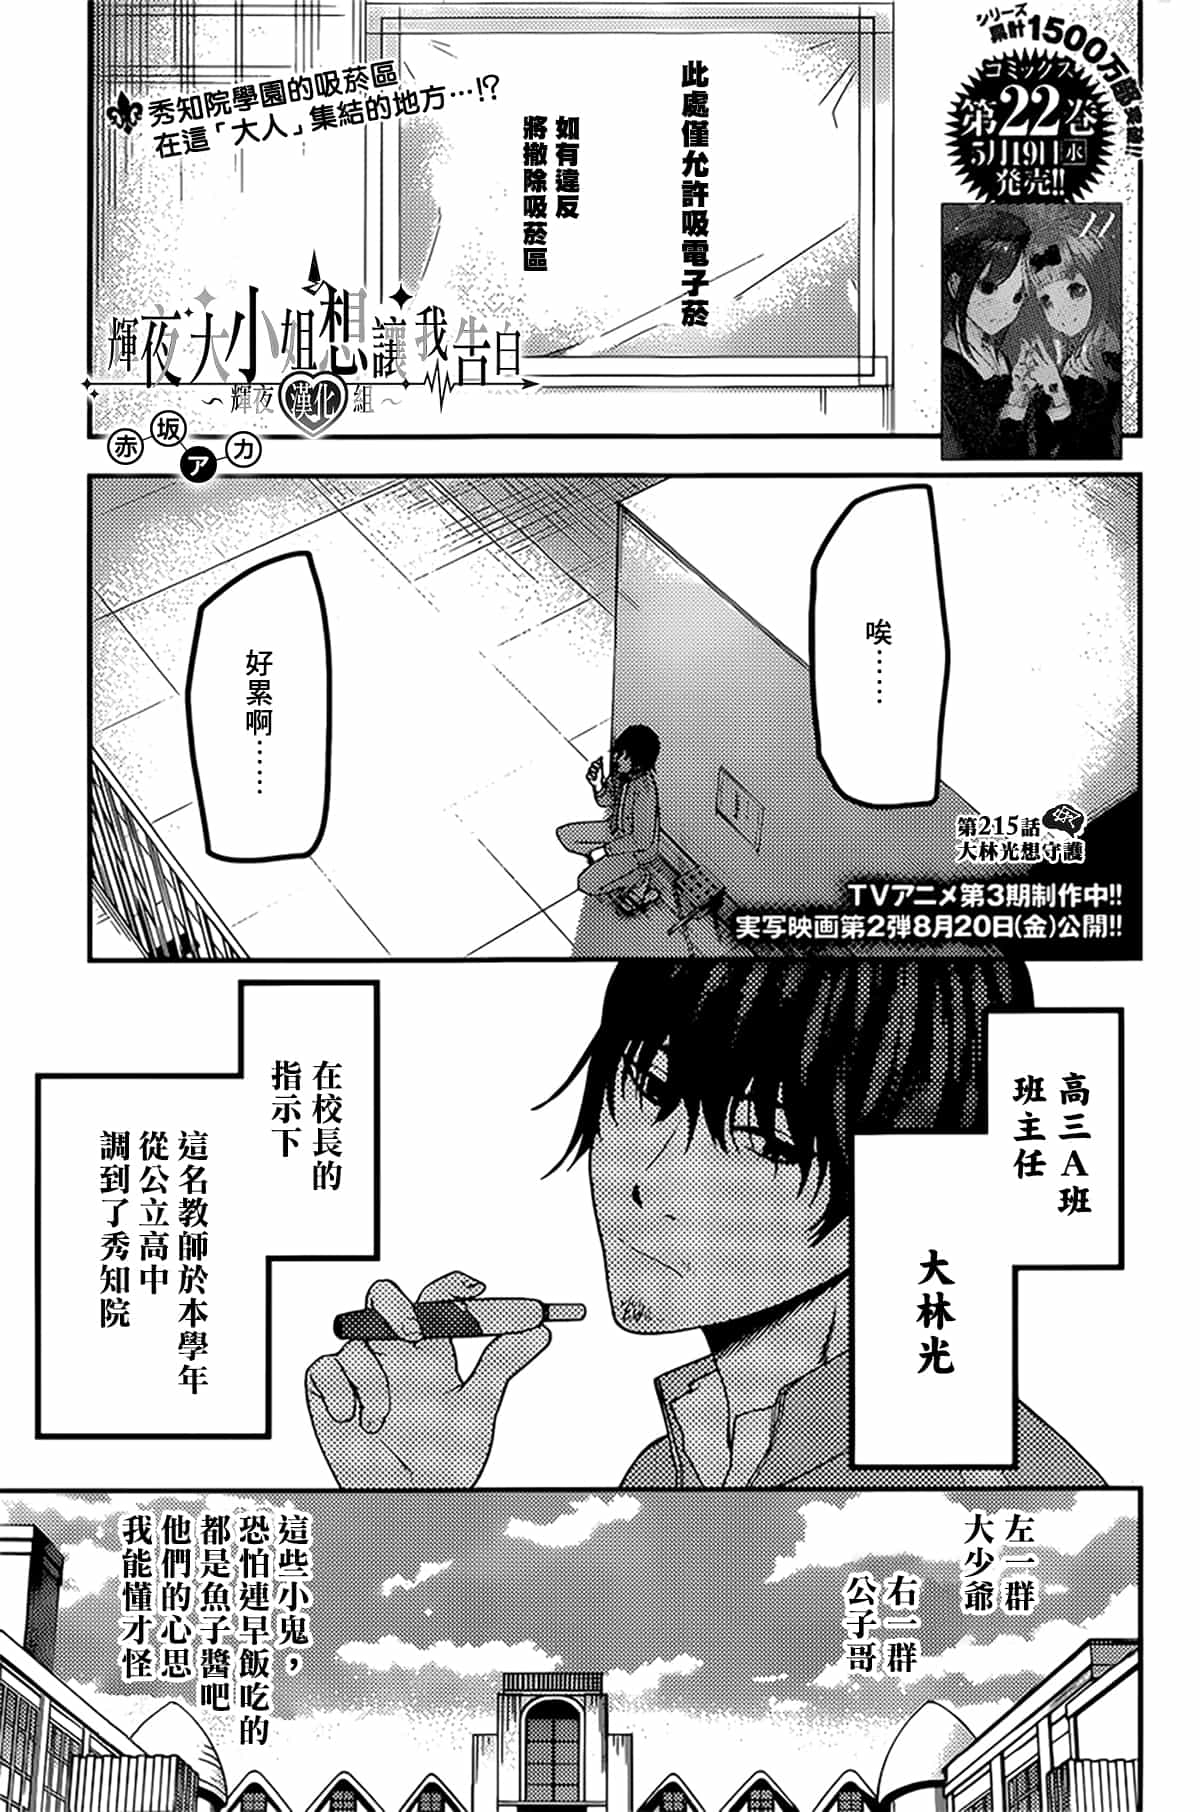 シリーズ
累計1500万部突破!!
コミックス
第22巻
5月19日水
発売!!
此處僅允許吸電子菸
如有違反
將撤除吸菸區
秀知院學園的吸菸區
在這「大人」集結的地方…!?
輝夜大小姐想讓我告白
～輝夜漢化組～
赤坂アカ
唉……
好累啊……
第215話
大林光想守護
TVアニメ第3期制作中!!
実写映画第2弾8月20日(金)公開!!
高三A班
班主任
大林光
在校長的
指示下
這名教師於本學年
從公立高中
調到了秀知院
左一群
大少爺
右一群
公子哥
這些小鬼，
恐怕連早飯吃的
都是魚子醬吧
他們的心思
我能懂才怪